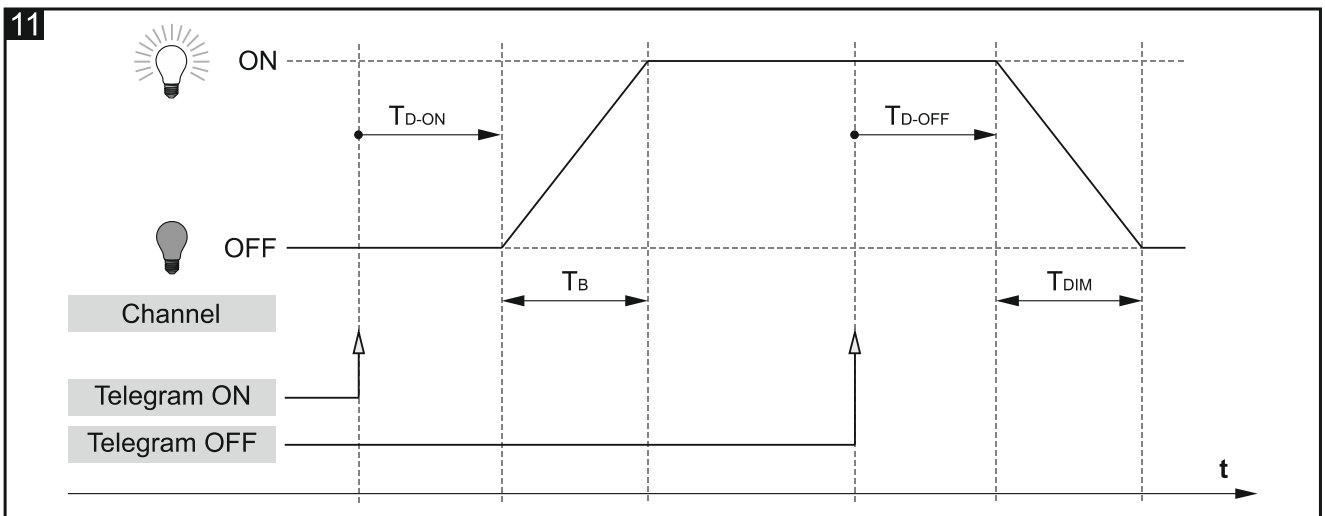 11
ON
TD-ON
TD-OFF
OFF
TB
TDIM
Channel
Telegram ON
Telegram OFF
t